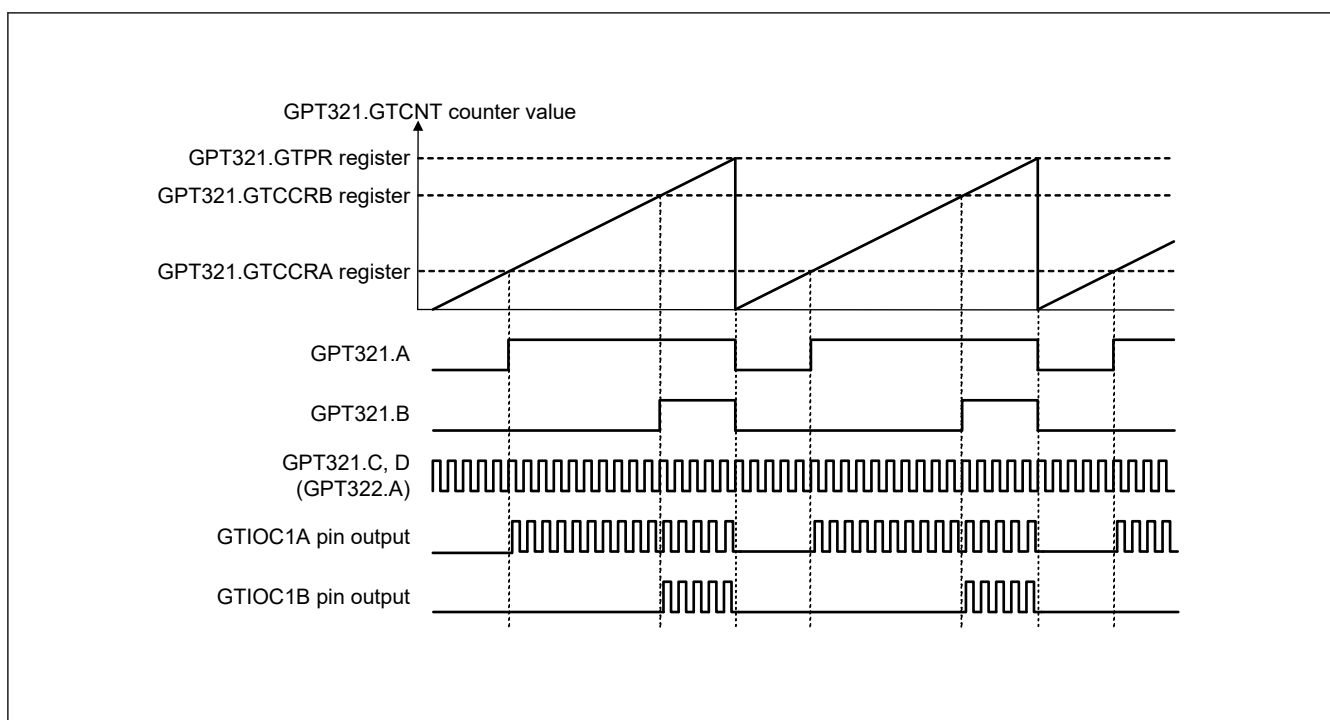 GPT321.GTCNT counter value
GPT321.GTPR register
GPT321.GTCCRB register
GPT321.GTCCRA register
GPT321.A
GPT321.B
GPT321.C, D
(GPT322.A)
GTIOC1A pin output
GTIOC1B pin output